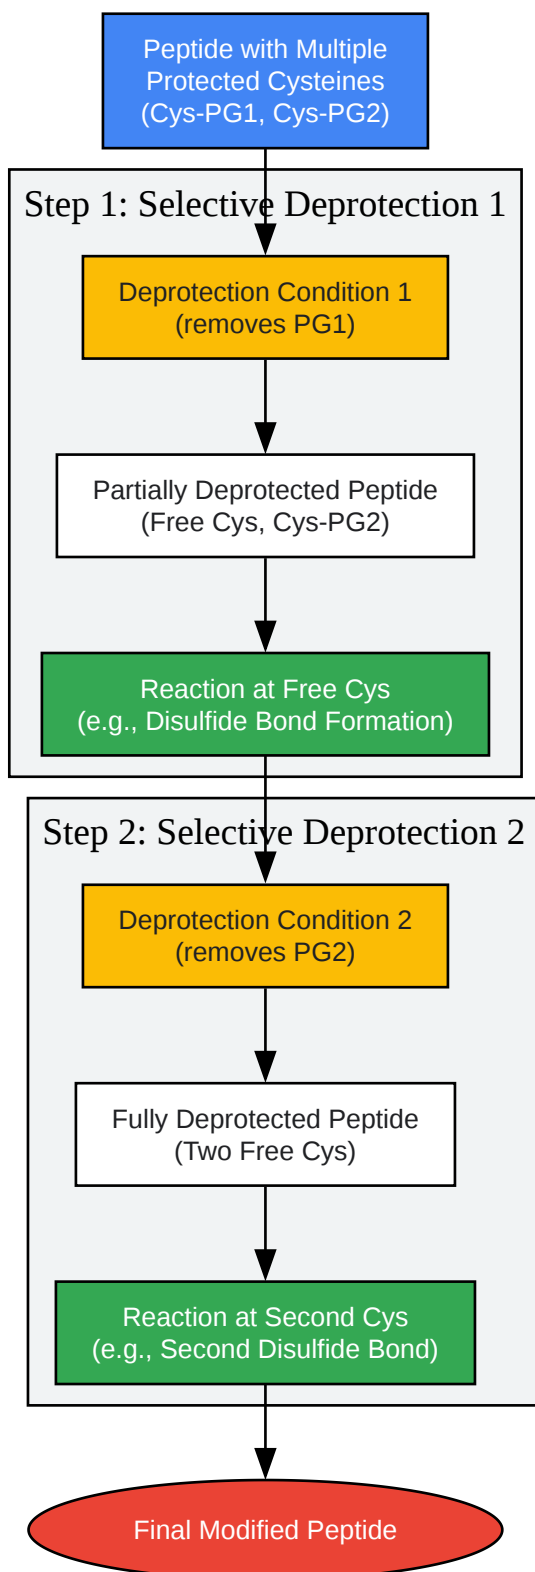 Peptide with Multiple
Protected Cysteines
(Cys-PG1, Cys-PG2)
Step 1: Selective Deprotection 1
Deprotection Condition 1
(removes PG1)
Partially Deprotected Peptide
(Free Cys, Cys-PG2)
Reaction at Free Cys
(e.g., Disulfide Bond Formation)
Step 2: Selective Deprotection 2
Deprotection Condition 2
(removes PG2)
Fully Deprotected Peptide
(Two Free Cys)
Reaction at Second Cys
(e.g., Second Disulfide Bond)
Final Modified Peptide